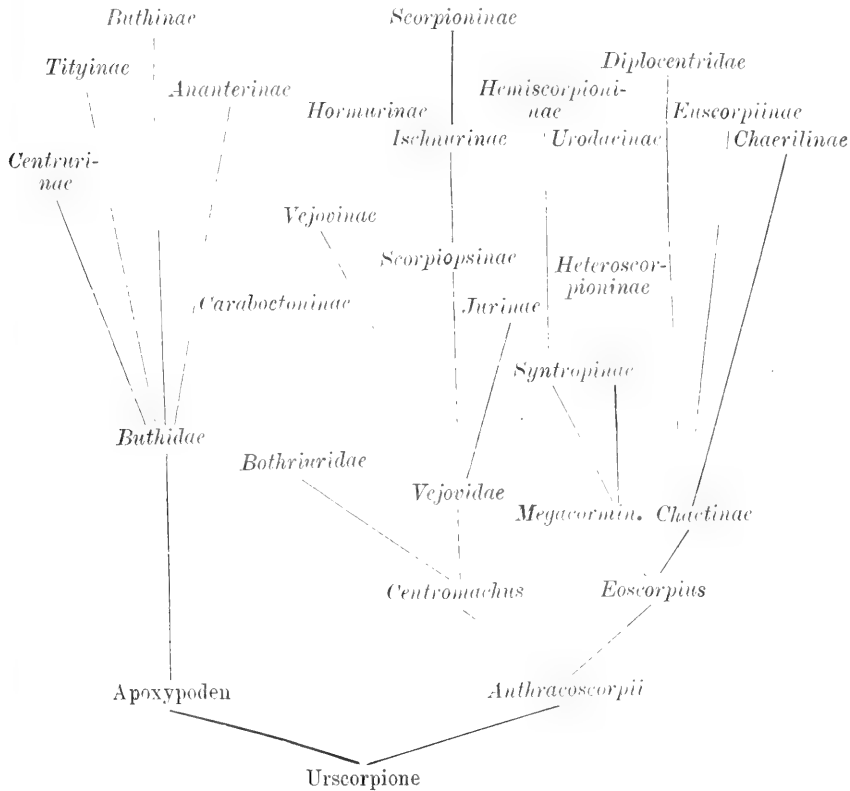 Buthinae
Scorpioninae
Tityinae
Diplocentridae
Ananterinae
Hemiscorpioni-
nae
Hormurinae
Euscorpiinae
Ischnurinae
Urodacinae
Chaerilinae
Centruri-
nae
Vejovinae
Scorpiopsinae
Heteroscor-
pioninae
Caraboctoninae
Jurinae
Syntropinae
Buthidae
Bothriuridae
Vejovidae
Megacormin.
Chactinae
Centromachus
Eoscorpius
Apoxypoden
Anthracoscorpii
Urscorpione